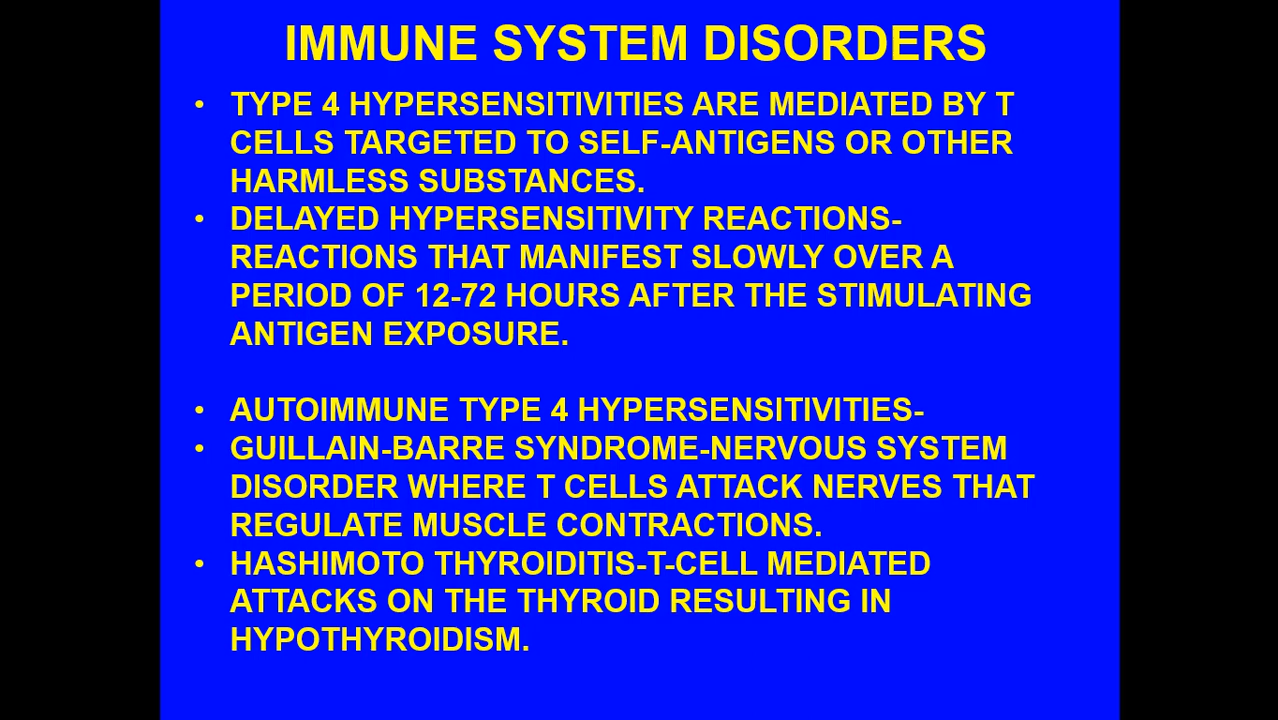 IMMUNE SYSTEM DISORDERS
• TYPE 4 HYPERSENSITIVITIES ARE MEDIATED BY T
CELLS TARGETED TO SELF-ANTIGENS OR OTHER
HARMLESS SUBSTANCES.
• DELAYED HYPERSENSITIVITY REACTIONS-
REACTIONS THAT MANIFEST SLOWLY OVER A
PERIOD OF 12-72 HOURS AFTER THE STIMULATING
ANTIGEN EXPOSURE.
• AUTOIMMUNE TYPE 4 HYPERSENSITIVITIES-
• GUILLAIN-BARRE SYNDROME-NERVOUS SYSTEM
DISORDER WHERE T CELLS ATTACK NERVES THAT
REGULATE MUSCLE CONTRACTIONS.
• HASHIMOTO THYROIDITIS-T-CELL MEDIATED
ATTACKS ON THE THYROID RESULTING IN
HYPOTHYROIDISM.